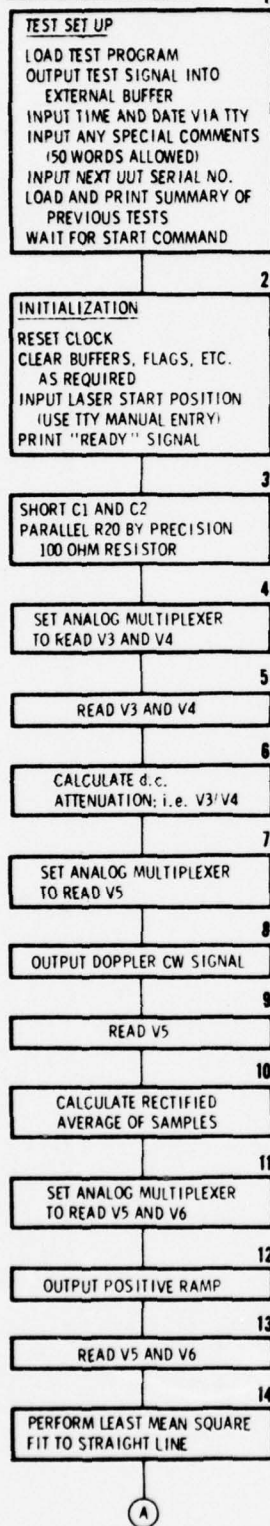 1
TEST SET UP
LOAD TEST PROGRAM
OUTPUT TEST SIGNAL INTO
EXTERNAL BUFFER
INPUT TIME AND DATE VIA TTY
INPUT ANY SPECIAL COMMENTS
(50 WORDS ALLOWED)
INPUT NEXT UUT SERIAL NO.
LOAD AND PRINT SUMMARY OF
PREVIOUS TESTS
WAIT FOR START COMMAND
2
INITIALIZATION
RESET CLOCK
CLEAR BUFFERS, FLAGS, ETC.
AS REQUIRED
INPUT LASER START POSITION
(USE TTY MANUAL ENTRY)
PRINT "READY" SIGNAL
3
SHORT C1 AND C2
PARALLEL R20 BY PRECISION
100 OHM RESISTOR
4
SET ANALOG MULTIPLEXER
TO READ V3 AND V4
5
READ V3 AND V4
6
CALCULATE d.c.
ATTENUATION; i.e. V3/V4
7
SET ANALOG MULTIPLEXER
TO READ V5
8
OUTPUT DOPPLER CW SIGNAL
9
READ V5
10
CALCULATE RECTIFIED
AVERAGE OF SAMPLES
11
SET ANALOG MULTIPLEXER
TO READ V5 AND V6
12
OUTPUT POSITIVE RAMP
13
READ V5 AND V6
14
PERFORM LEAST MEAN SQUARE
FIT TO STRAIGHT LINE
A